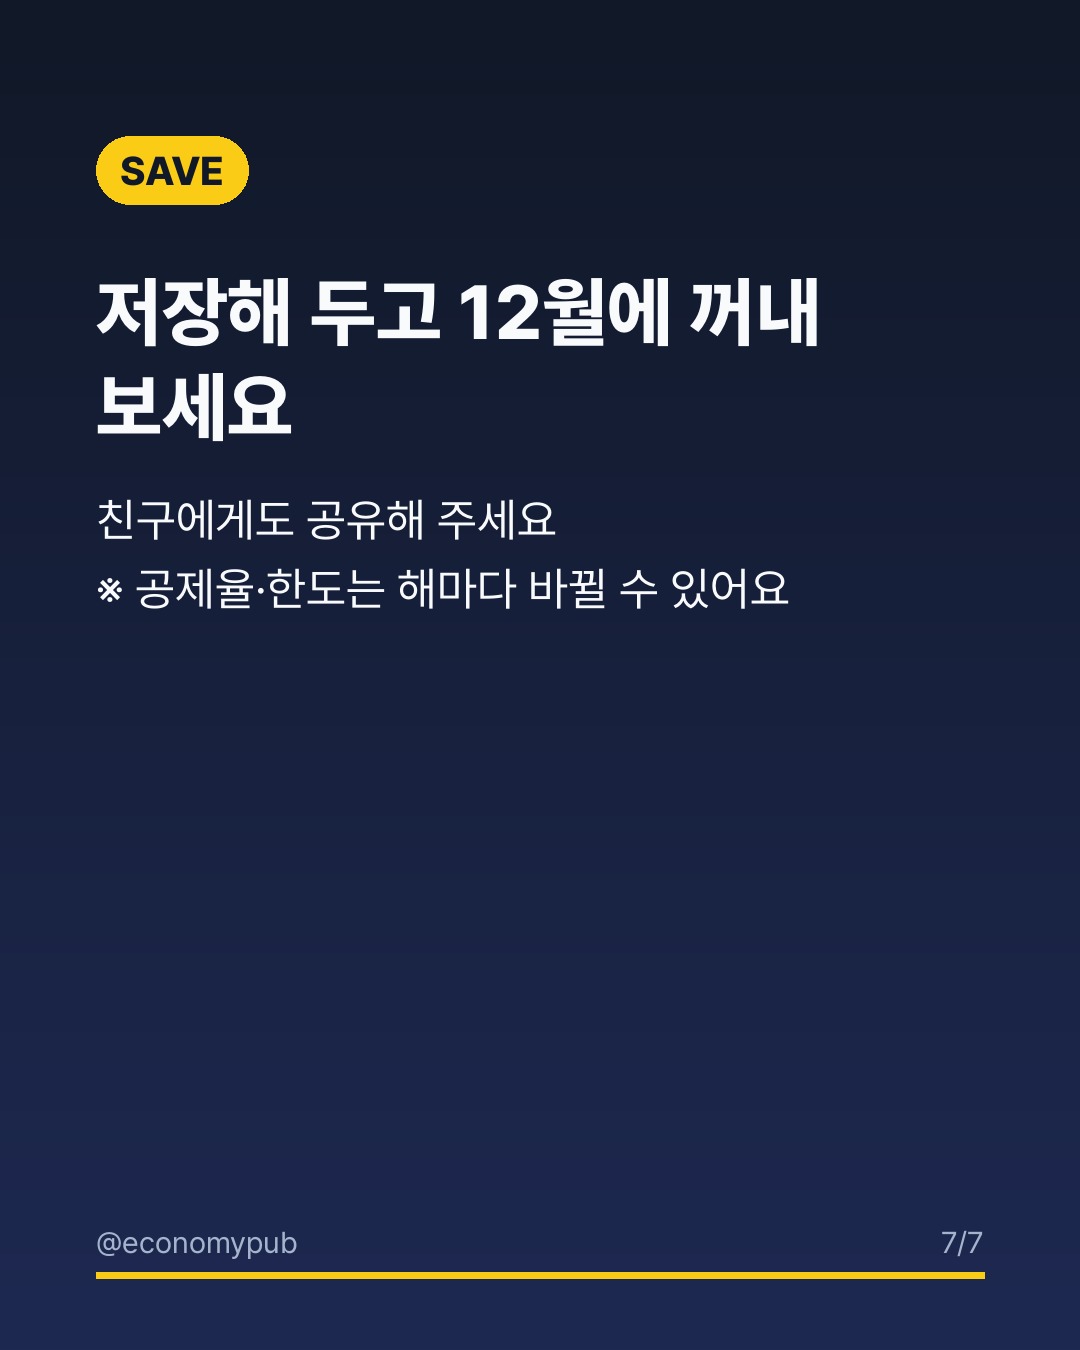 SAVE
저장해 두고 12월에 꺼내
보세요
친구에게도 공유해 주세요
※ 공제율·한도는 해마다 바뀔 수 있어요
@economypub
7/7